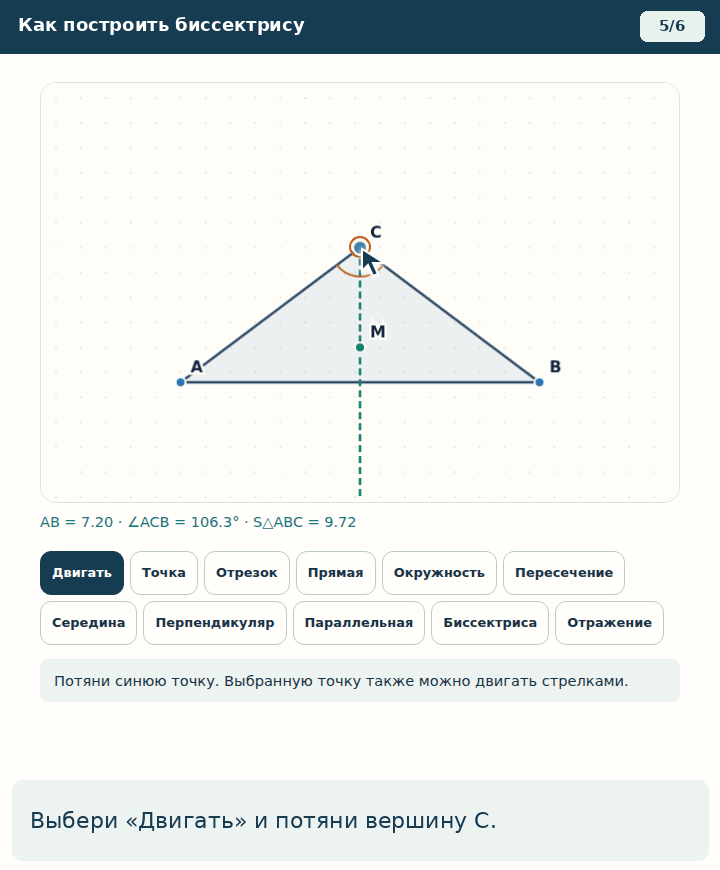 Как построить биссектрису
5/6
C
M
A
B
AB = 7.20 · ∠ACB = 106.3° · S△ABC = 9.72
Двигать
Точка
Отрезок
Прямая
Окружность
Пересечение
Середина
Перпендикуляр
Параллельная
Биссектриса
Отражение
Потяни синюю точку. Выбранную точку также можно двигать стрелками.
Выбери «Двигать» и потяни вершину C.